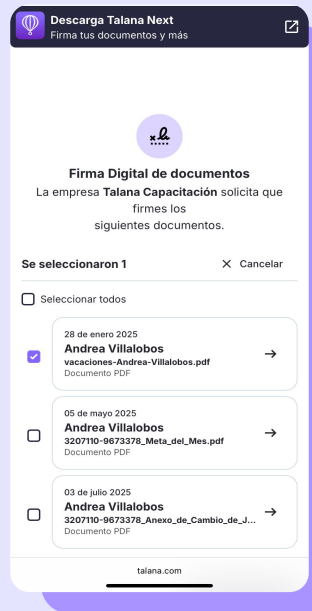 Descarga Talana Next
Firma tus documentos y más
Firma Digital de documentos
La empresa Talana Capacitación solicita que
firmes los
siguientes documentos.
Se seleccionaron 1
Cancelar
Seleccionar todos
28 de enero 2025
Andrea Villalobos
vacaciones-Andrea-Villalobos.pdf
Documento PDF
05 de mayo 2025
Andrea Villalobos
3207110-9673378_Meta_del_Mes.pdf
Documento PDF
03 de julio 2025
Andrea Villalobos
3207110-9673378_Anexo_de_Cambio_de_J...
Documento PDF
talana.com